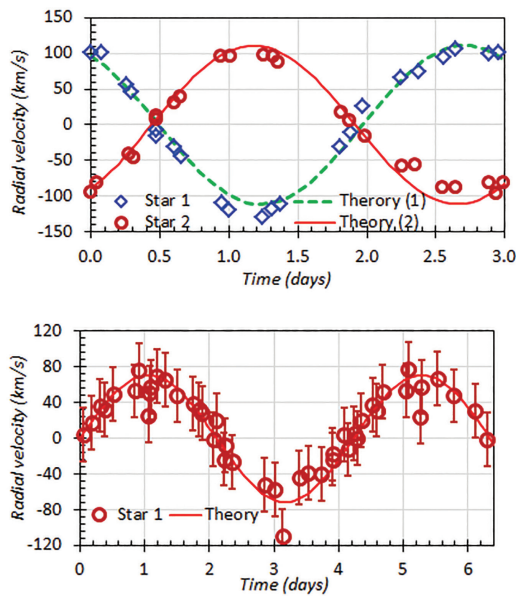 150
100
50
0
-50
-100
-150
Radial velocity (km/s)
Star 1 Therory (1)
Star 2 Theory (2)
0.0 0.5 1.0 1.5 2.0 2.5 3.0
Time (days)
120
80
40
0
-40
-80
-120
Radial velocity (km/s)
Star 1 Theory
0 1 2 3 4 5 6
Time (days)